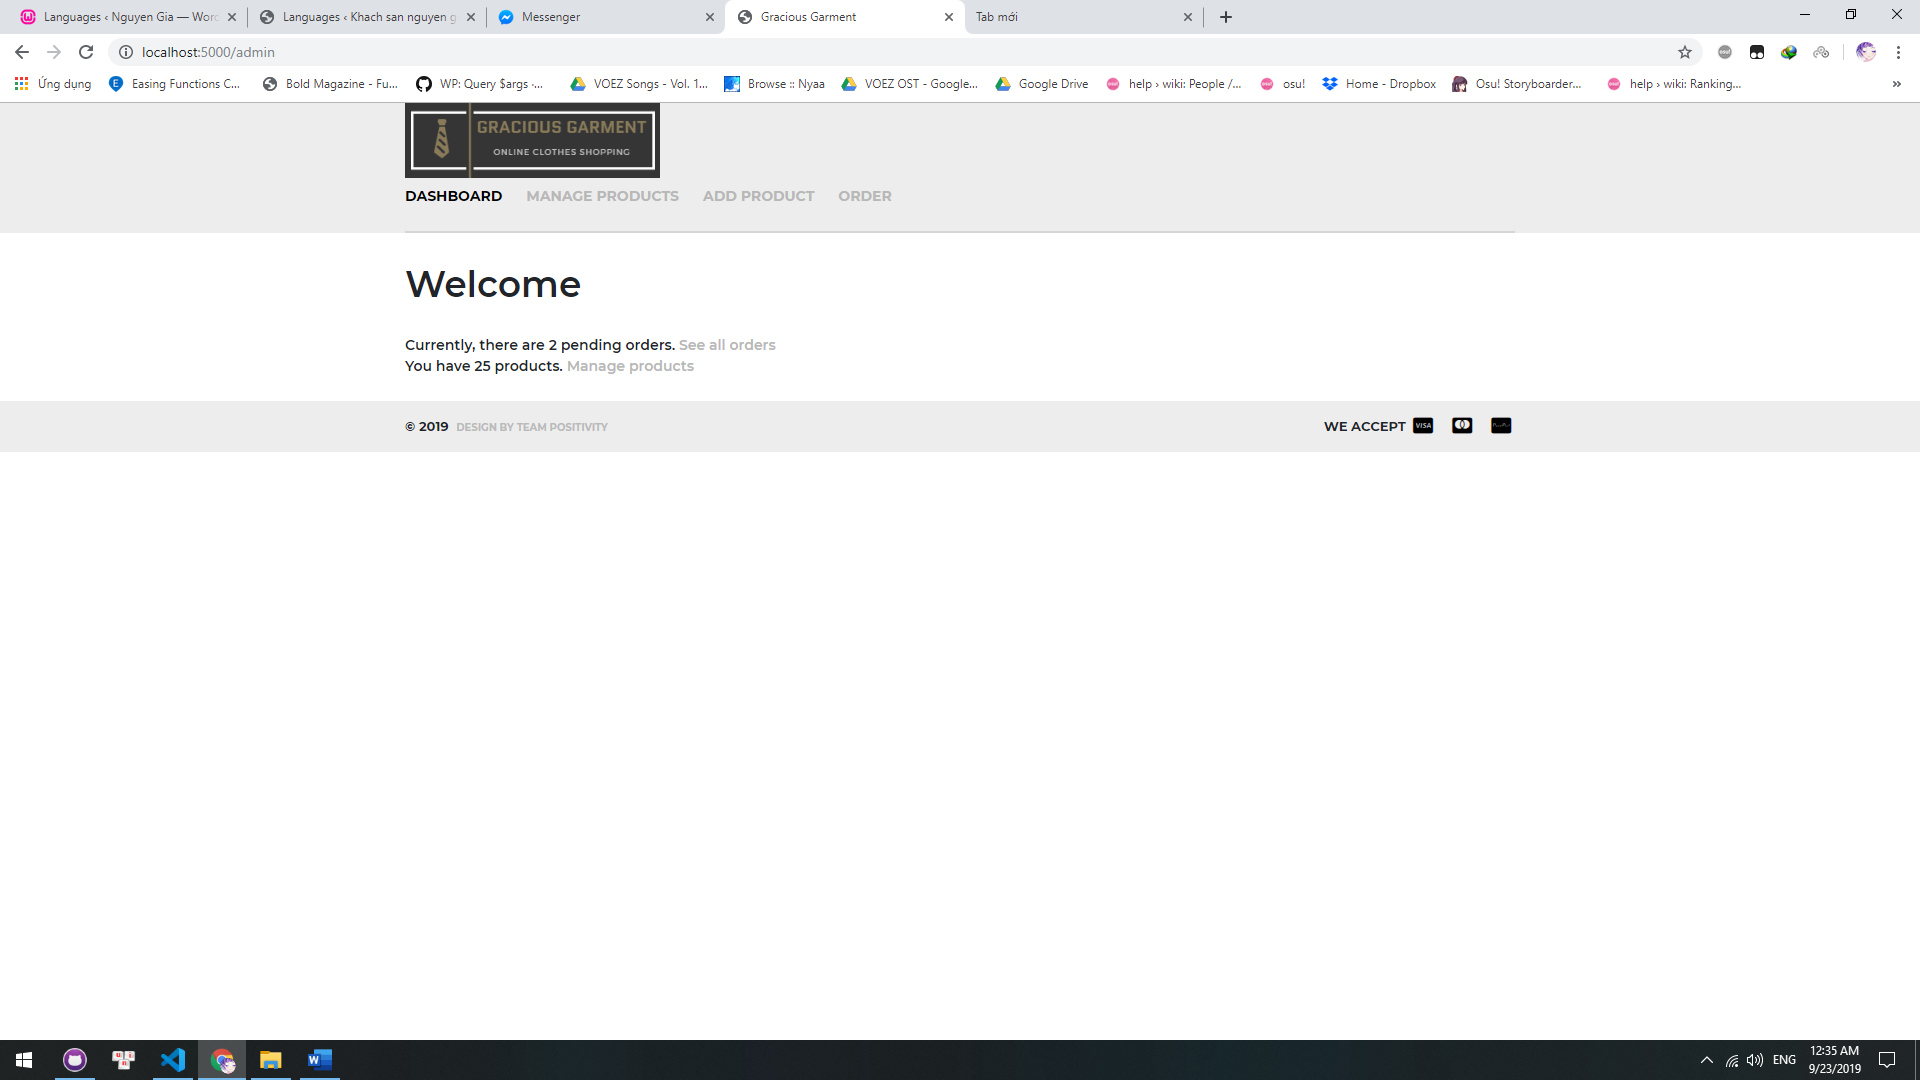 Languages ‹ Nguyen Gia — Word
Languages ‹ Khach san nguyen g
Messenger
Gracious Garment
Tab mới
localhost:5000/admin
Ứng dụng
Easing Functions C...
Bold Magazine - Fu...
WP: Query $args ·...
VOEZ Songs - Vol. 1...
Browse :: Nyaa
VOEZ OST - Google...
Google Drive
help › wiki: People /...
osu!
Home - Dropbox
Osu! Storyboarder...
help › wiki: Ranking...
GRACIOUS GARMENT
ONLINE CLOTHES SHOPPING
DASHBOARD MANAGE PRODUCTS ADD PRODUCT ORDER
Welcome
Currently, there are 2 pending orders. See all orders
You have 25 products. Manage products
© 2019 DESIGN BY TEAM POSITIVITY
WE ACCEPT VISA
ENG
12:35 AM
9/23/2019